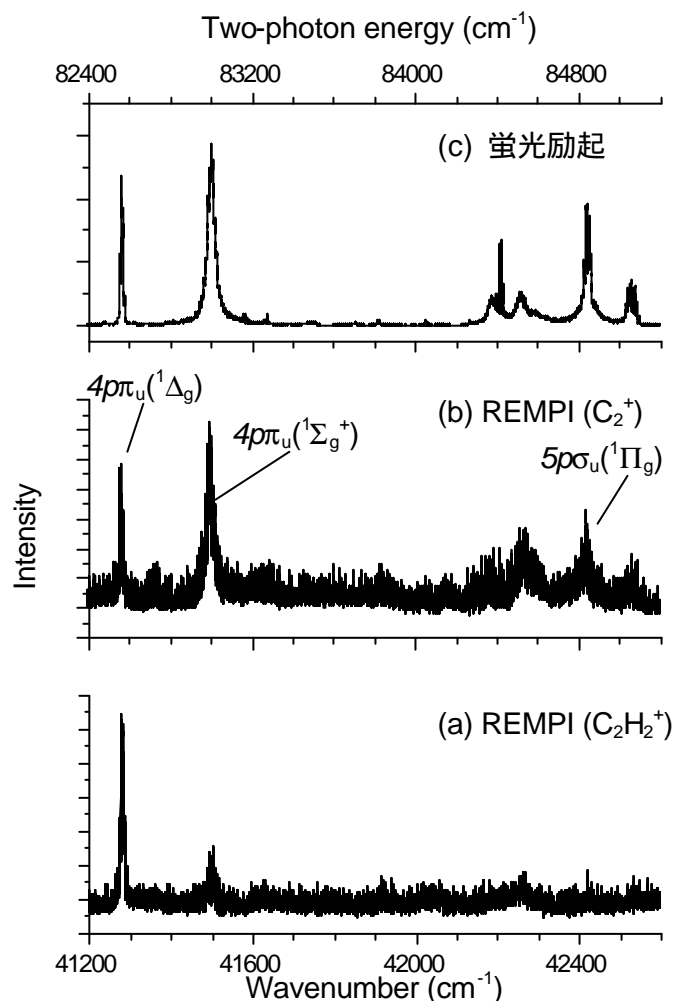 Two-photon energy (cm⁻¹)
82400 83200 84000 84800
(c) 蛍光励起
4pπᵤ(¹Δg)
(b) REMPI (C₂⁺)
4pπᵤ(¹Σg⁺)
5pσᵤ(¹Πg)
Intensity
(a) REMPI (C₂H₂⁺)
41200 41600 42000 42400
Wavenumber (cm⁻¹)